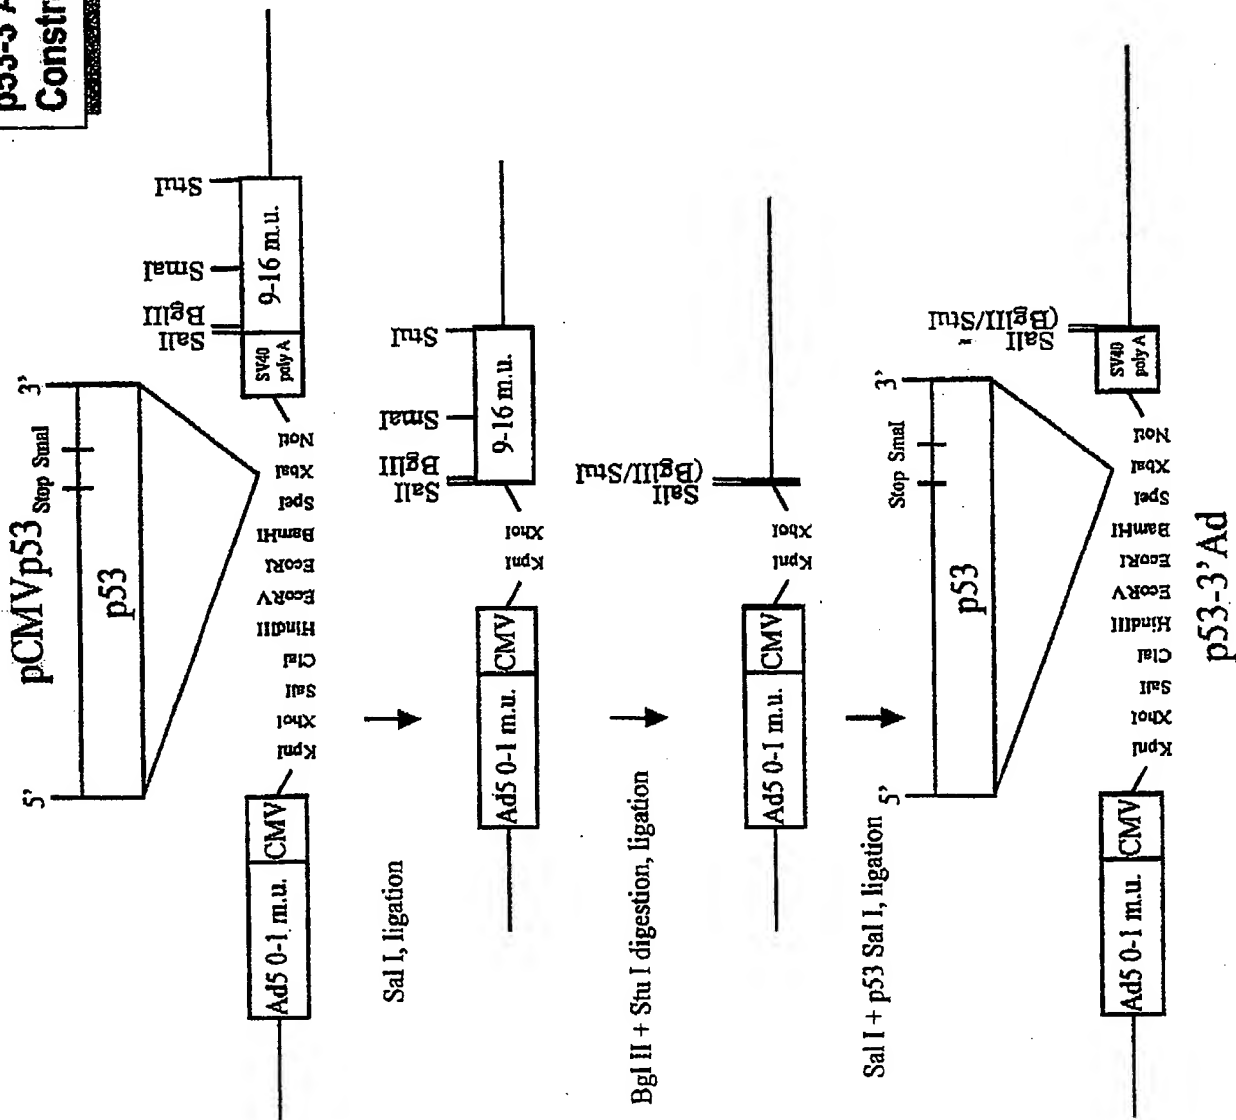 p53-3'A
Constr
pCMVp53
5'
3'
Stop SmaI
p53
Ad5 0-1 m.u.
CMV
KpnI
XhoI
SalI
ClaI
HindIII
EcoRV
EcoRI
BamHI
SpeI
XbaI
NotI
SV40
poly A
SalI
BglII
SmaI
StuI
9-16 m.u.
Sal I, ligation
Ad5 0-1 m.u.
CMV
KpnI
XhoI
SalI
BglII
SmaI
StuI
9-16 m.u.
Bgl II + Stu I digestion, ligation
Ad5 0-1 m.u.
CMV
KpnI
XhoI
SalI
(BglII/StuI
Sal I + p53 Sal I, ligation
5'
3'
Stop SmaI
p53
Ad5 0-1 m.u.
CMV
KpnI
XhoI
SalI
ClaI
HindIII
EcoRV
EcoRI
BamHI
SpeI
XbaI
NotI
SV40
poly A
SalI
(BglII/StuI
p53-3'Ad